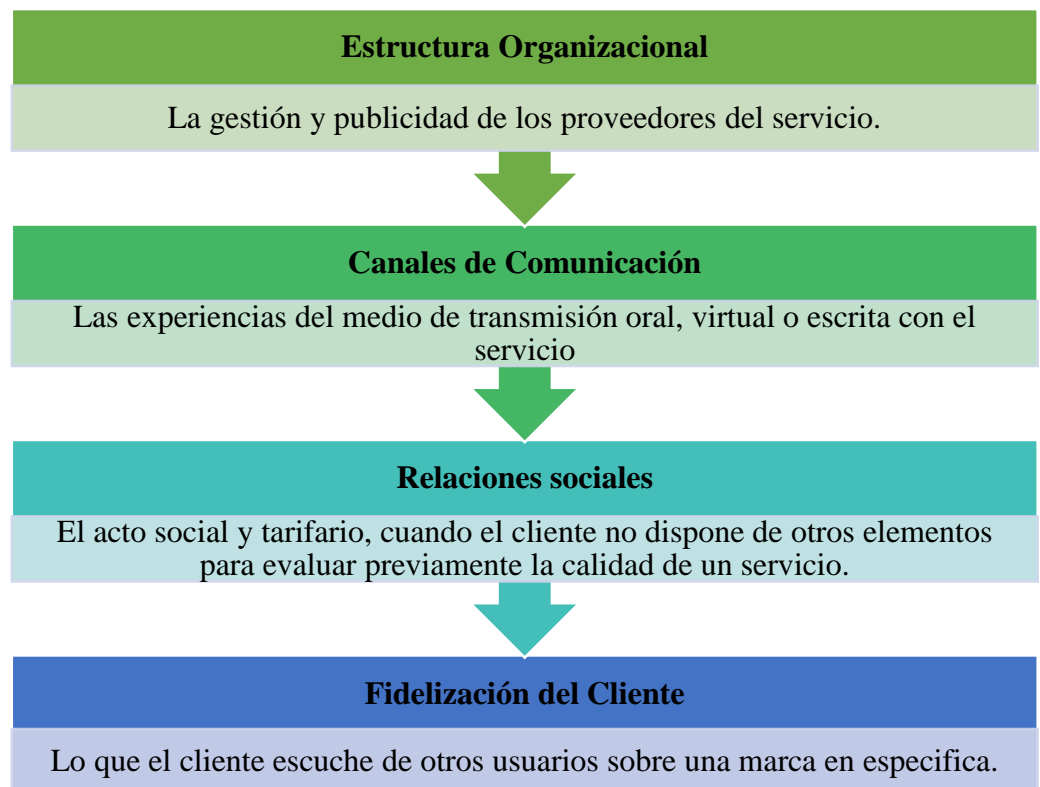 Estructura Organizacional
La gestión y publicidad de los proveedores del servicio.
Canales de Comunicación
Las experiencias del medio de transmisión oral, virtual o escrita con el
servicio
Relaciones sociales
El acto social y tarifario, cuando el cliente no dispone de otros elementos
para evaluar previamente la calidad de un servicio.
Fidelización del Cliente
Lo que el cliente escuche de otros usuarios sobre una marca en especifica.